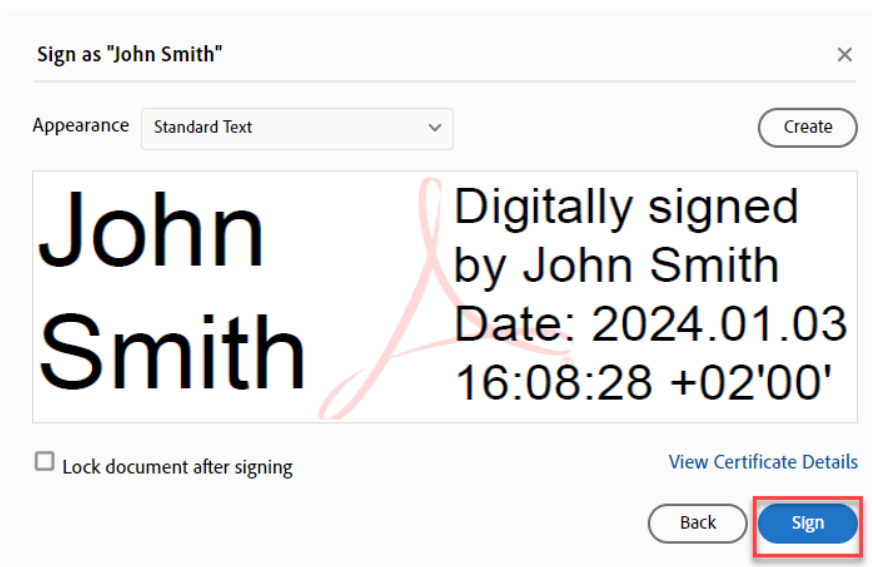 Sign as "John Smith"
Appearance Standard Text Create
John
Smith
Digitally signed
by John Smith
Date: 2024.01.03
16:08:28 +02'00'
Lock document after signing
View Certificate Details
Back Sign